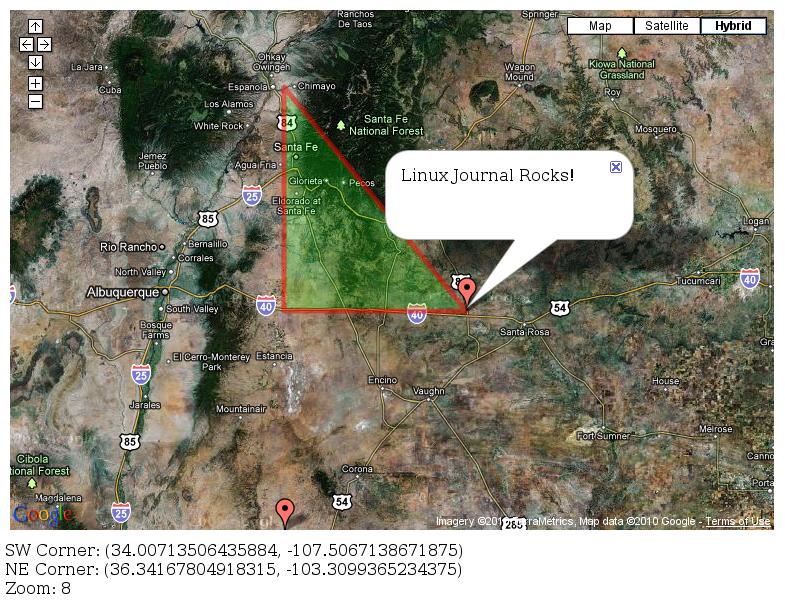 Ranchos
De Taos
Springer
Map
Satellite
Hybrid
La Jara
Cuba
Ohkay
Owingeh
Espanola
Chimayo
Wagon
Mound
Kiowa National
Grassland
Roy
Los Alamos
84
White Rock
Santa Fe
National Forest
Mosquero
Jemez
Pueblo
Santa Fe
Agua Fria
Linux Journal Rocks!
Glorieta
Pecos
25
Eldorado at
Santa Fe
85
Logan
Rio Rancho
Bernalillo
Corrales
North Valley
Tucumcari
40
Albuquerque
South Valley
40
40
54
Bosque
Farms
Santa Rosa
El Cerro-Monterey
Park
Estancia
25
Encino
House
Vaughn
Jarales
Mountainair
85
Fort Sumner
Melrose
Cibola
tional Forest
Corona
Magdalena
54
25
Google
285
Imagery ©2010 TerraMetrics, Map data ©2010 Google - Terms of Use
SW Corner: (34.00713506435884, -107.5067138671875)
NE Corner: (36.34167804918315, -103.3099365234375)
Zoom: 8